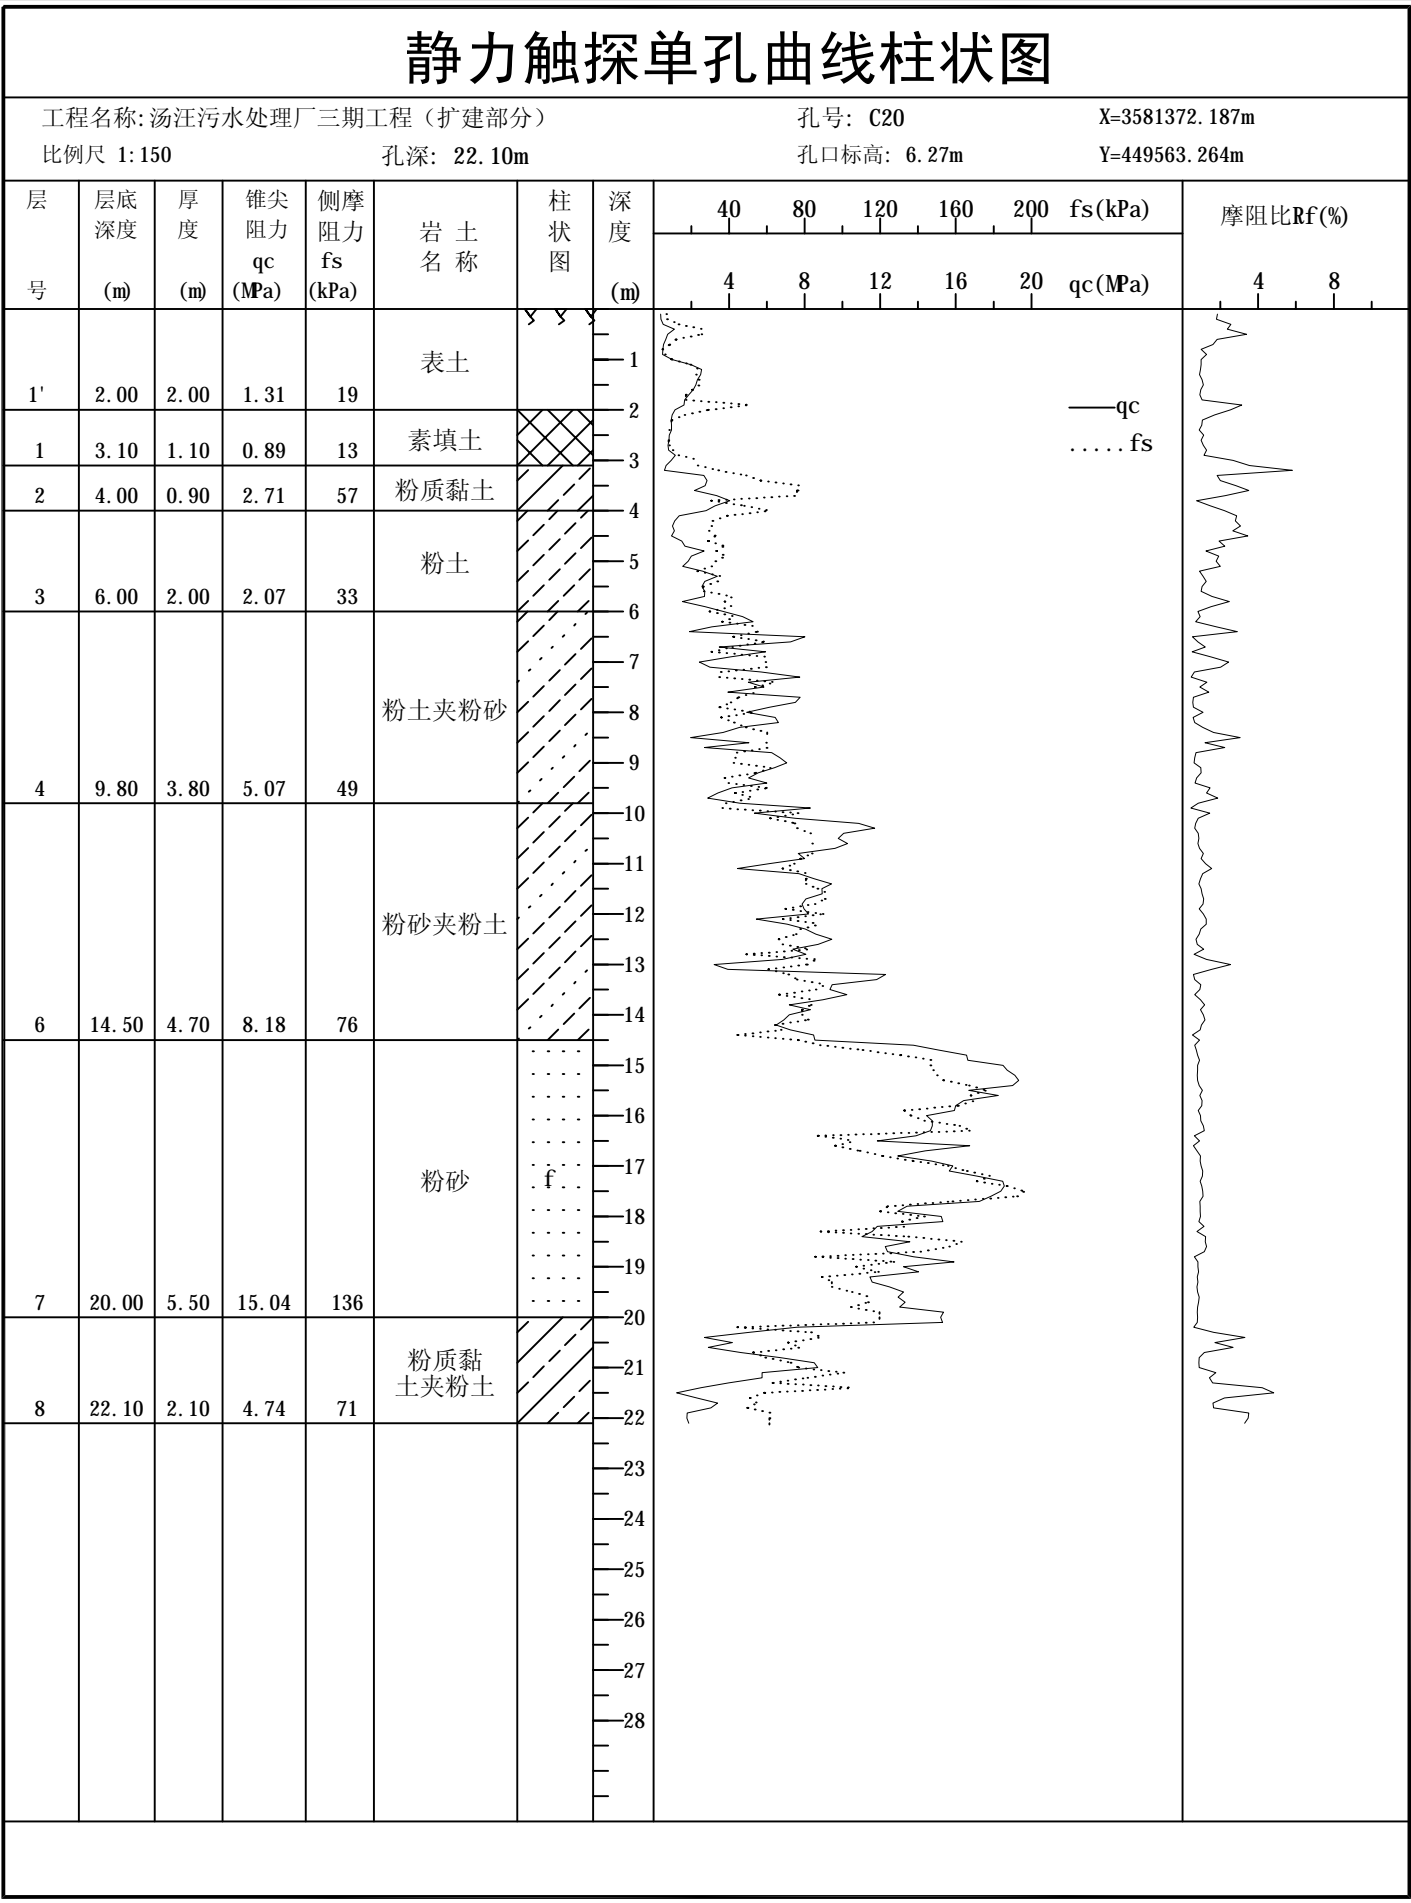 静力触探单孔曲线柱状图
工程名称:汤汪污水处理厂三期工程（扩建部分） 孔号: C20 X=3581372.187m
比例尺 1:150 孔深: 22.10m 孔口标高: 6.27m Y=449563.264m
层号 层底深度(m) 厚度(m) 锥尖阻力qc(MPa) 侧摩阻力fs(kPa) 岩土名称 柱状图 深度(m)
40 80 120 160 200 fs(kPa)
4 8 12 16 20 qc(MPa)
摩阻比Rf(%)
4 8
1' 2.00 2.00 1.31 19 表土
1 3.10 1.10 0.89 13 素填土
2 4.00 0.90 2.71 57 粉质黏土
3 6.00 2.00 2.07 33 粉土
4 9.80 3.80 5.07 49 粉土夹粉砂
6 14.50 4.70 8.18 76 粉砂夹粉土
7 20.00 5.50 15.04 136 粉砂
f
8 22.10 2.10 4.74 71 粉质黏
土夹粉土
1
2
3
4
5
6
7
8
9
10
11
12
13
14
15
16
17
18
19
20
21
22
23
24
25
26
27
28
qc
.....fs